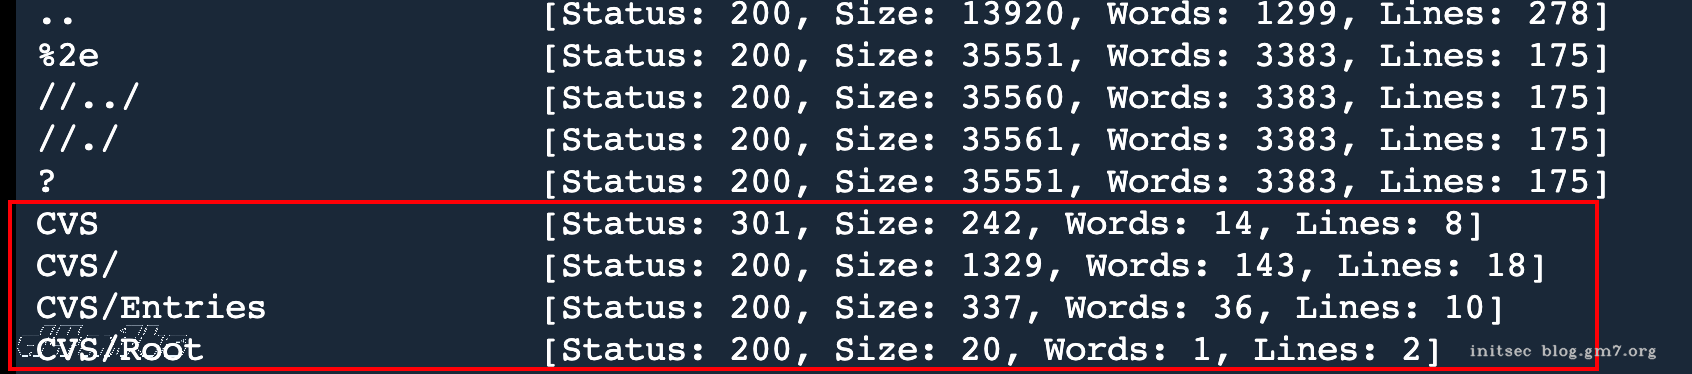 .. [Status: 200, Size: 13920, Words: 1299, Lines: 278]
%2e [Status: 200, Size: 35551, Words: 3383, Lines: 175]
//../ [Status: 200, Size: 35560, Words: 3383, Lines: 175]
//./ [Status: 200, Size: 35561, Words: 3383, Lines: 175]
? [Status: 200, Size: 35551, Words: 3383, Lines: 175]
CVS [Status: 301, Size: 242, Words: 14, Lines: 8]
CVS/ [Status: 200, Size: 1329, Words: 143, Lines: 18]
CVS/Entries [Status: 200, Size: 337, Words: 36, Lines: 10]
CVS/Root [Status: 200, Size: 20, Words: 1, Lines: 2]
initsec blog.gm7.org